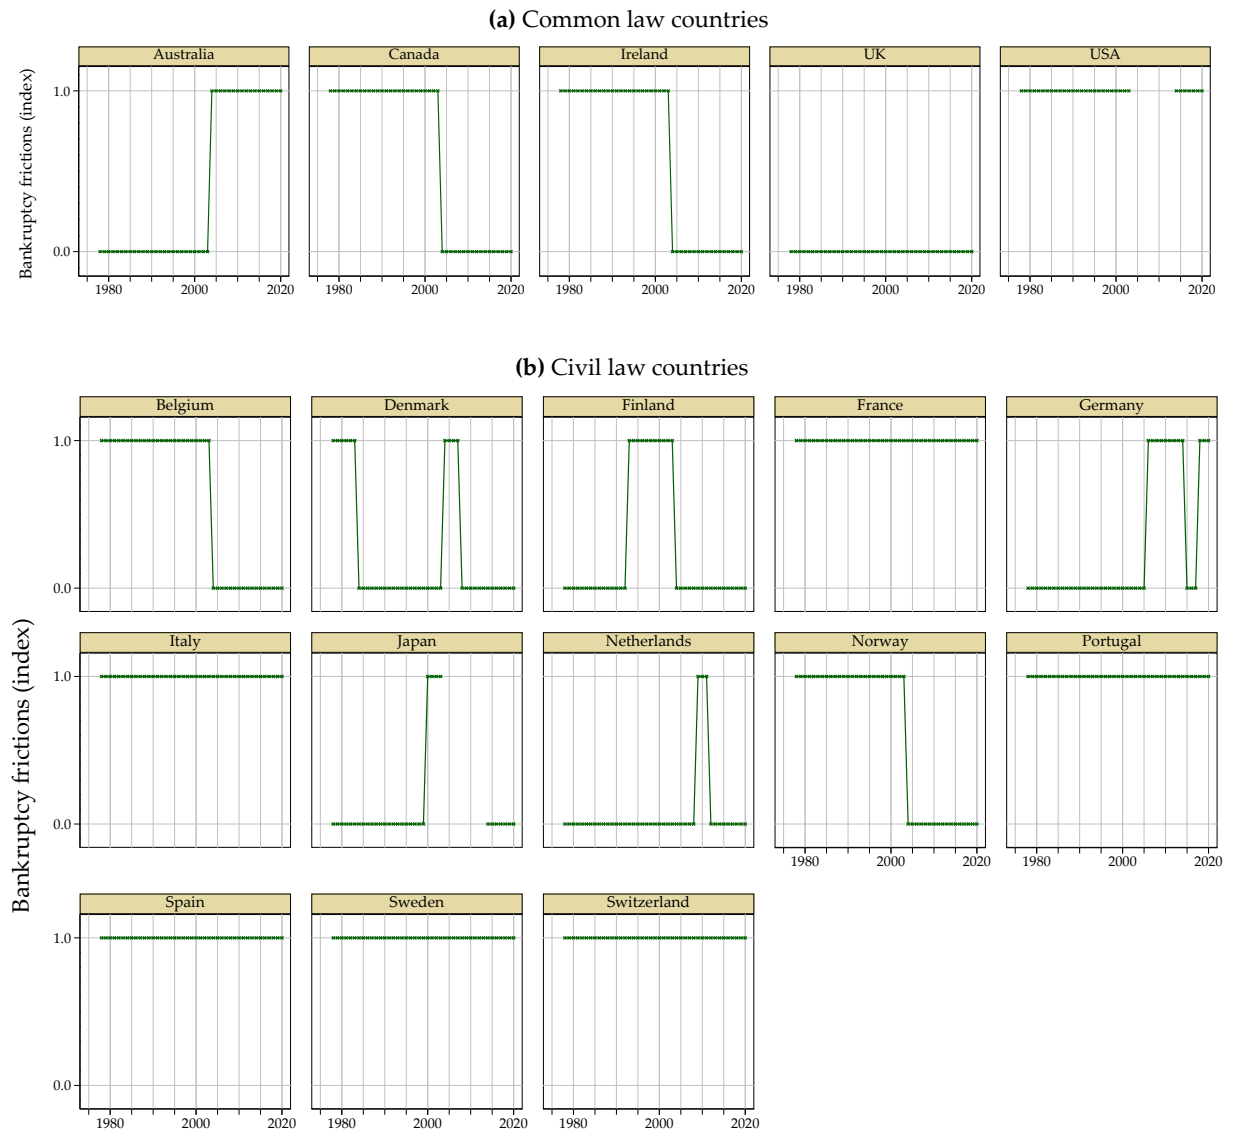 (a) Common law countries
Australia Canada Ireland UK USA
Bankruptcy frictions (index)
1.0
0.0
1980 2000 2020 1980 2000 2020 1980 2000 2020 1980 2000 2020 1980 2000 2020
(b) Civil law countries
Belgium Denmark Finland France Germany
1.0
0.0
Bankruptcy frictions (index)
Italy Japan Netherlands Norway Portugal
1.0
0.0
1980 2000 2020 1980 2000 2020
Spain Sweden Switzerland
1.0
0.0
1980 2000 2020 1980 2000 2020 1980 2000 2020